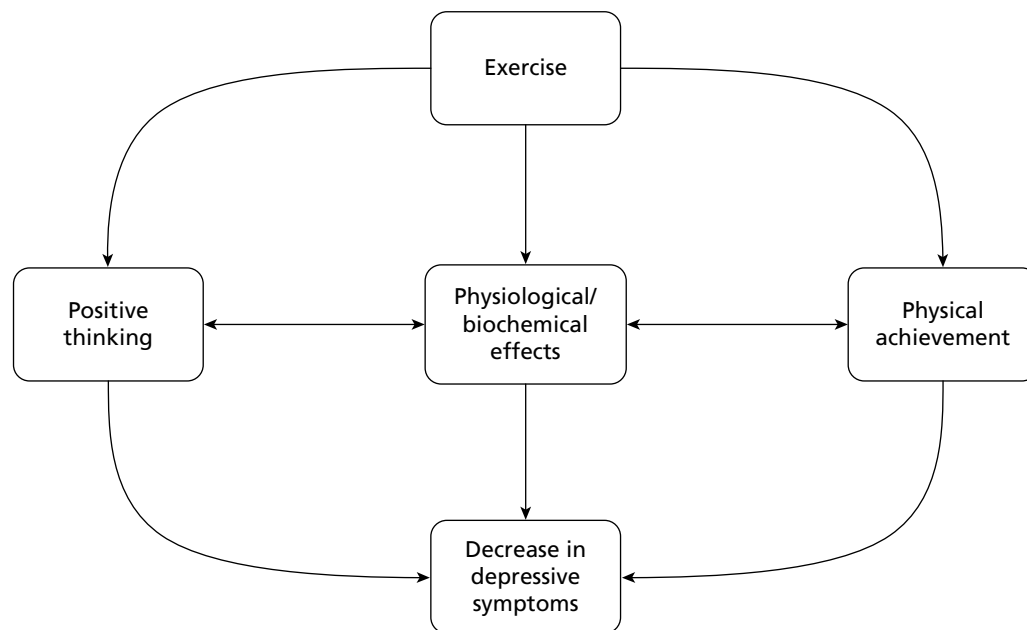 Exercise
Positive
thinking
Physiological/
biochemical
effects
Physical
achievement
Decrease in
depressive
symptoms